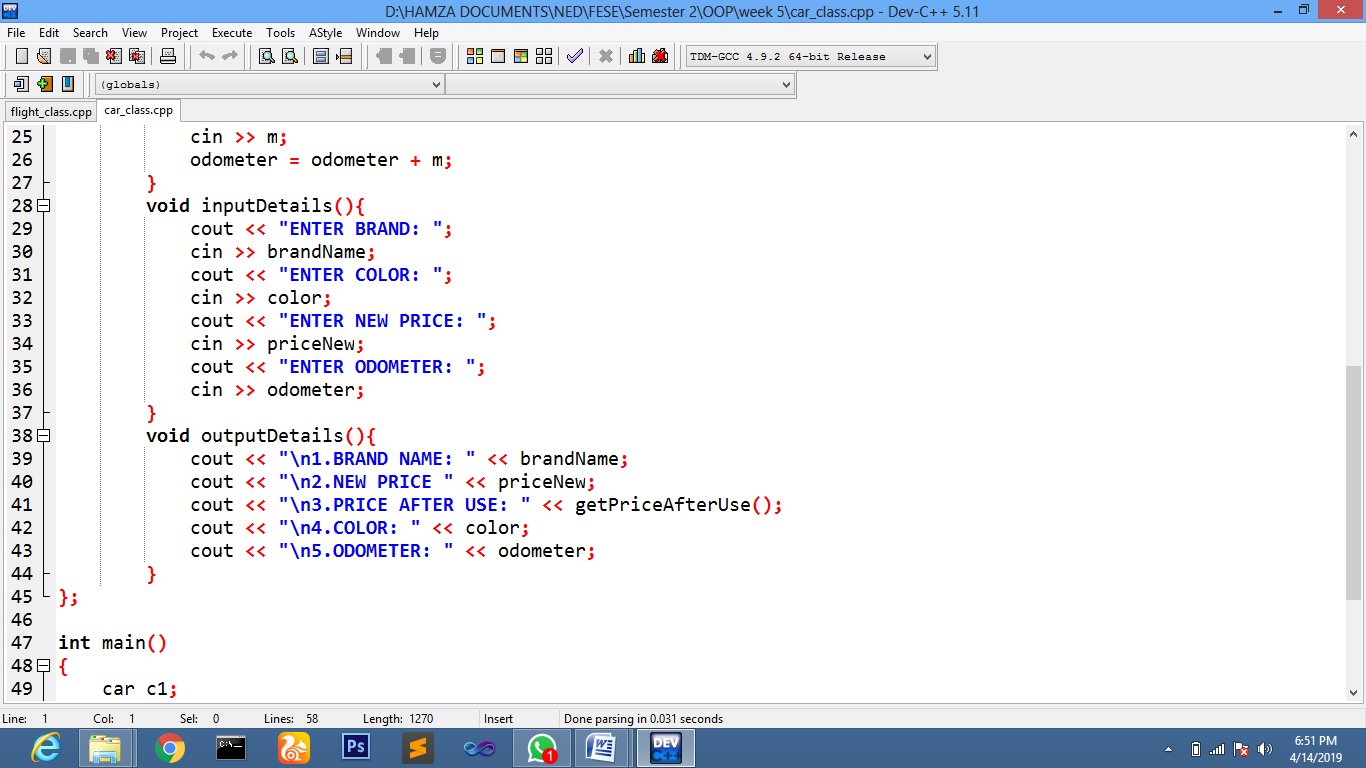 D:\HAMZA DOCUMENTS\NED\FESE\Semester 2\OOP\week 5\car_class.cpp - Dev-C++ 5.11
File Edit Search View Project Execute Tools AStyle Window Help
TDM-GCC 4.9.2 64-bit Release
(globals)
flight_class.cpp car_class.cpp
25 cin >> m;
26 odometer = odometer + m;
27 }
28 void inputDetails(){
29 cout << "ENTER BRAND: ";
30 cin >> brandName;
31 cout << "ENTER COLOR: ";
32 cin >> color;
33 cout << "ENTER NEW PRICE: ";
34 cin >> priceNew;
35 cout << "ENTER ODOMETER: ";
36 cin >> odometer;
37 }
38 void outputDetails(){
39 cout << "\n1.BRAND NAME: " << brandName;
40 cout << "\n2.NEW PRICE " << priceNew;
41 cout << "\n3.PRICE AFTER USE: " << getPriceAfterUse();
42 cout << "\n4.COLOR: " << color;
43 cout << "\n5.ODOMETER: " << odometer;
44 }
45 };
46
47 int main()
48 {
49 car c1;
Line: 1 Col: 1 Sel: 0 Lines: 58 Length: 1270 Insert Done parsing in 0.031 seconds
C:\_
Ps
S
1
W
DEV C++
6:51 PM
4/14/2019